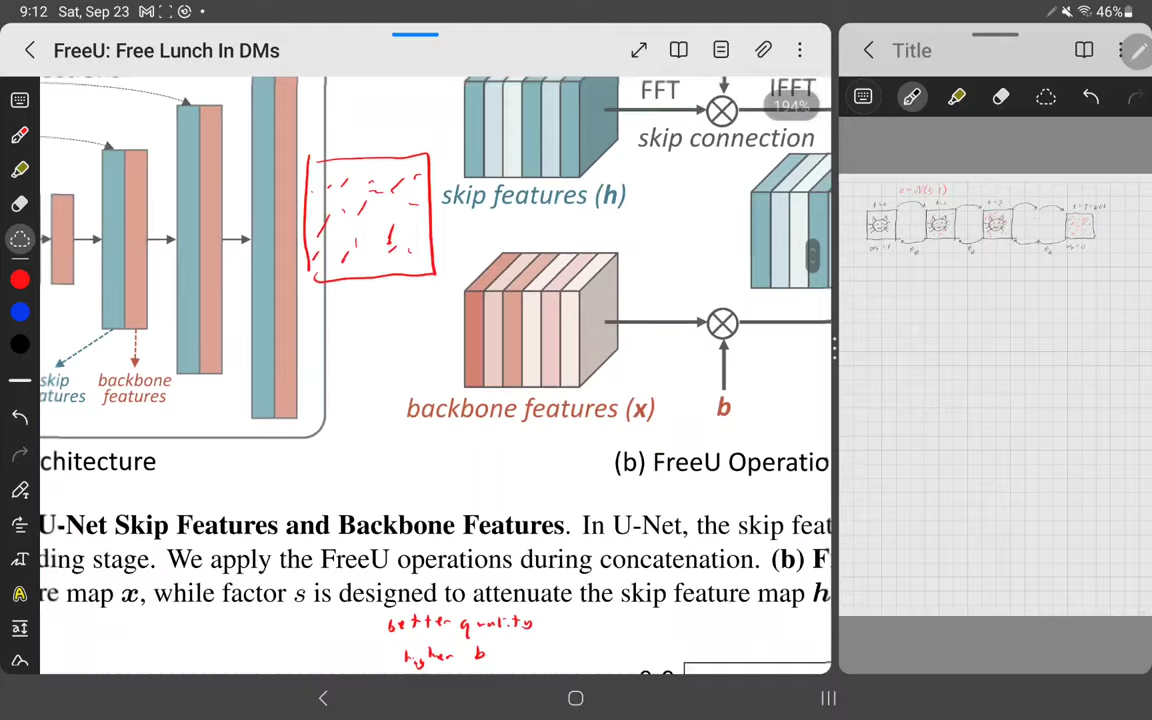 9:12 Sat, Sep 23
46%
FreeU: Free Lunch In DMs
Title
194%
FFT
IFFT
skip connection
skip features (h)
skip
atures
backbone
features
backbone features (x)
b
chitecture
(b) FreeU Operatio
U-Net Skip Features and Backbone Features. In U-Net, the skip feat
ding stage. We apply the FreeU operations during concatenation. (b) F
re map x, while factor s is designed to attenuate the skip feature map h
better quality
higher b